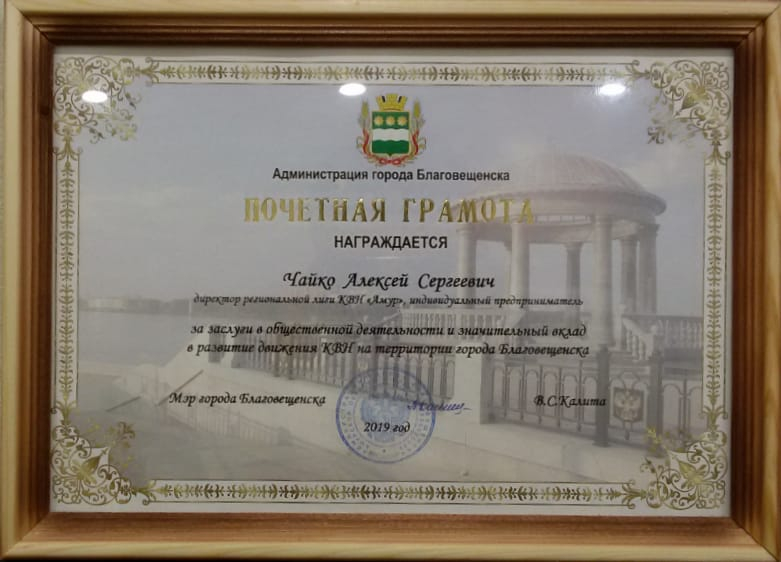 Администрация города Благовещенска
ПОЧЕТНАЯ ГРАМОТА
НАГРАЖДАЕТСЯ
Чайко Алексей Сергеевич
директор региональной лиги КВН «Амур», индивидуальный предприниматель
за заслуги в общественной деятельности и значительный вклад
в развитие движения КВН на территории города Благовещенска
Мэр города Благовещенска
В.С.Калита
2019 год